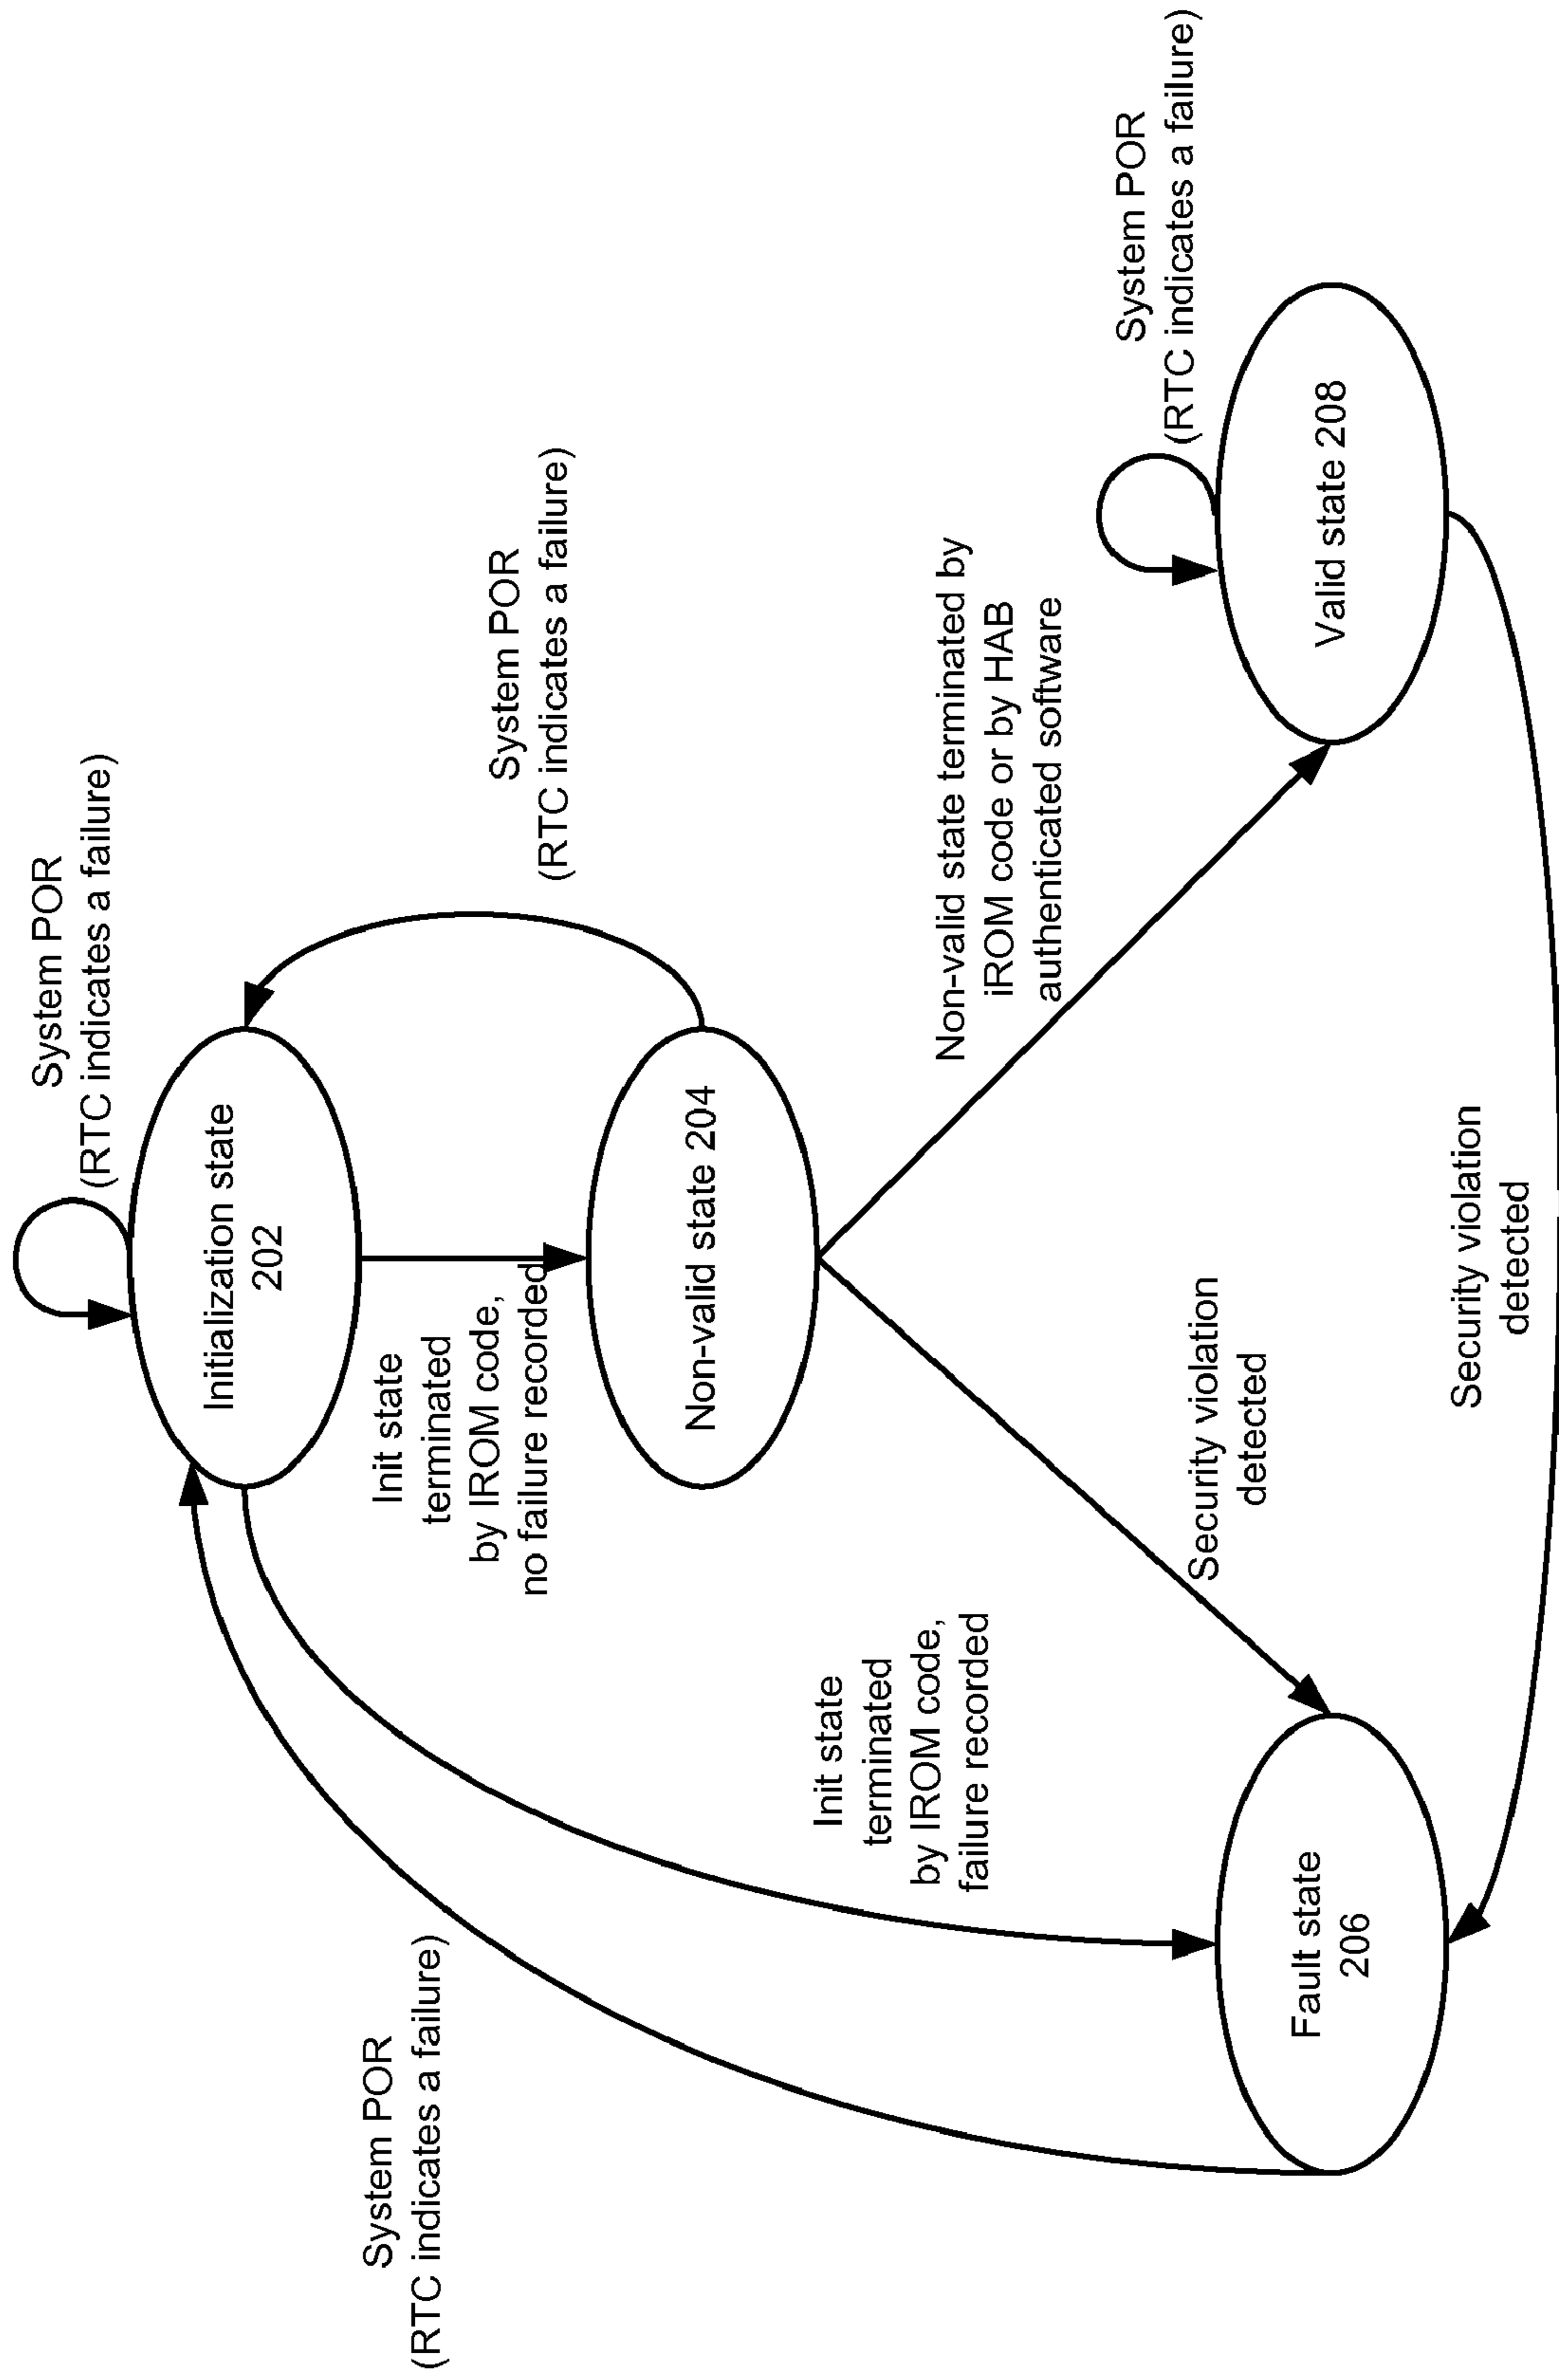 System POR
(RTC indicates a failure)
Initialization state
202
System POR
(RTC indicates a failure)
Init state
terminated
by IROM code,
no failure recorded
System POR
(RTC indicates a failure)
Non-valid state 204
Init state
terminated
by IROM code,
failure recorded
Non-valid state terminated by
iROM code or by HAB
authenticated software
System POR
(RTC indicates a failure)
Security violation
detected
Fault state
206
Valid state 208
Security violation
detected